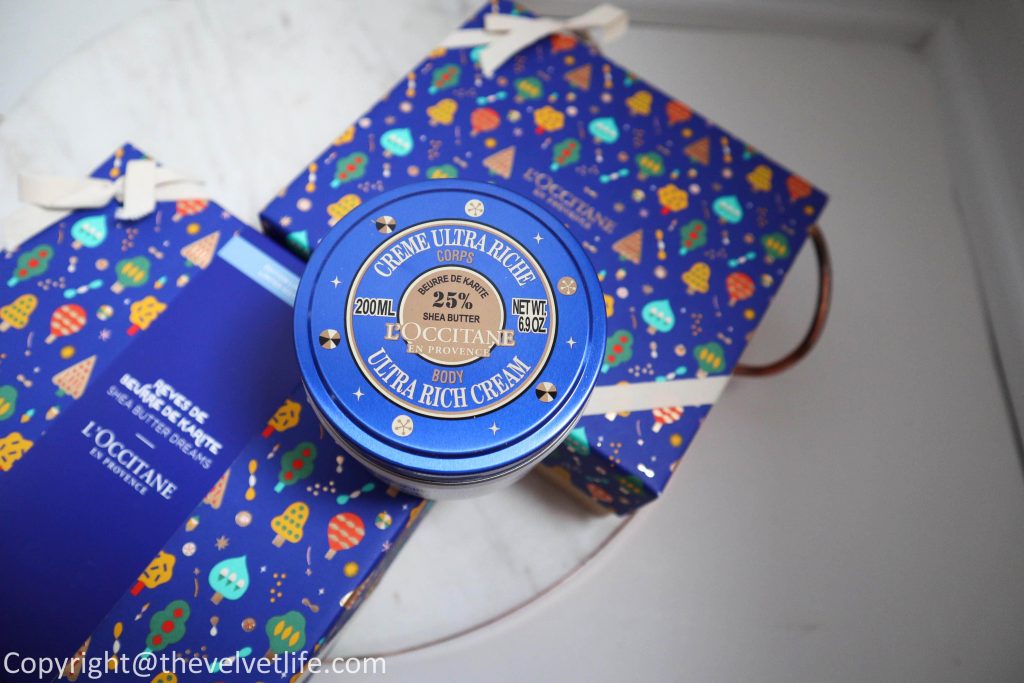 L'OCCITANE
EN PROVENCE
CREME ULTRA RICHE
CORPS
BEURRE DE KARITE
25%
SHEA BUTTER
200ML
NET WT.
6.9 OZ.
L'OCCITANE
EN PROVENCE
BODY
ULTRA RICH CREAM
REVES DE
BEURRE DE KARITE
SHEA BUTTER DREAMS
L'OCCITANE
EN PROVENCE
Copyright@thevelvetlife.com